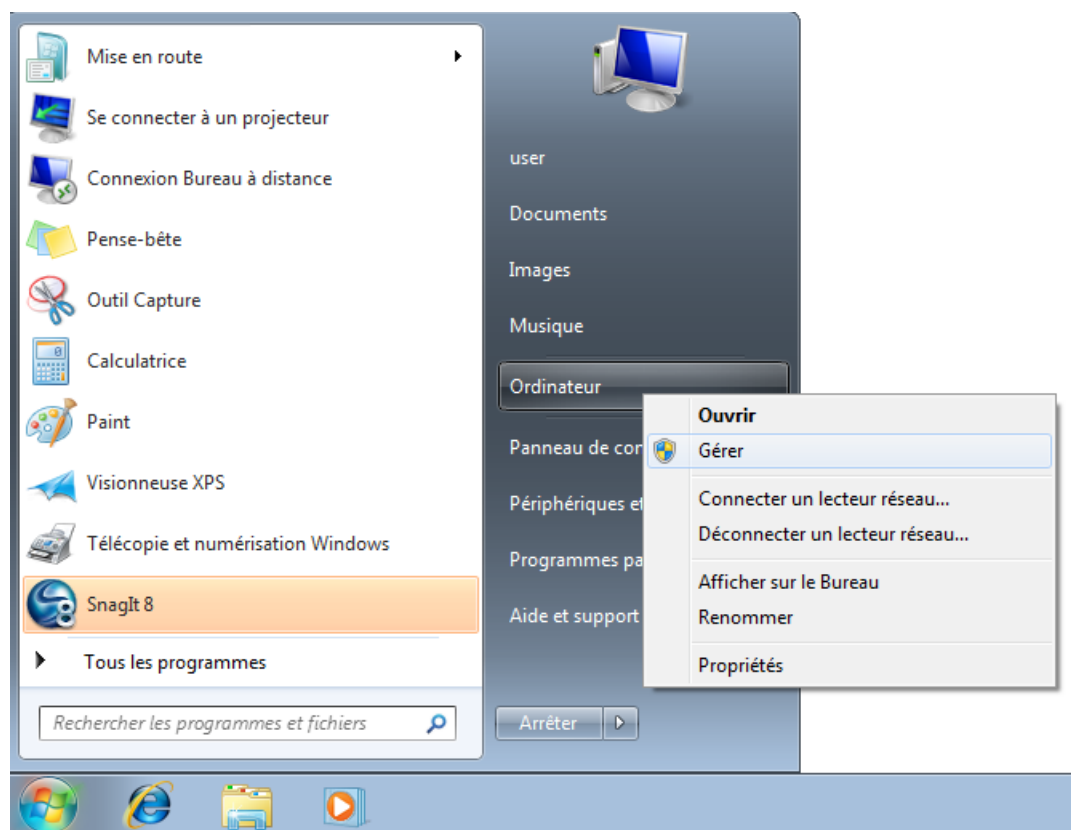 Mise en route
Se connecter à un projecteur
Connexion Bureau à distance
Pense-bête
Outil Capture
Calculatrice
Paint
Visionneuse XPS
Télécopie et numérisation Windows
SnagIt 8
Tous les programmes
Rechercher les programmes et fichiers
user
Documents
Images
Musique
Ordinateur
Panneau de
Périphériques et
Programmes
Aide et support
Arrêter
Ouvrir
Gérer
Connecter un lecteur réseau...
Déconnecter un lecteur réseau...
Afficher sur le Bureau
Renommer
Propriétés